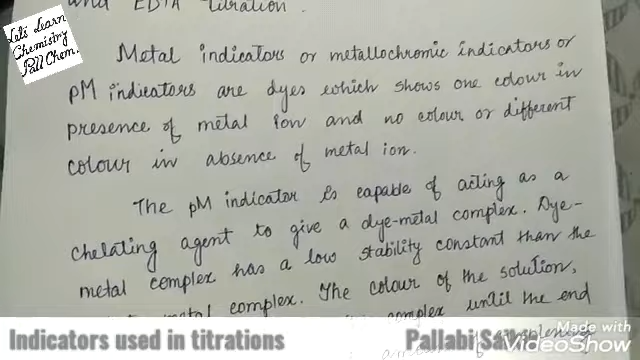 and EDTA titration.
Let's Learn
Chemistry
Pall Chem.
Metal indicators or metallochromic indicators or
pM indicators are dyes which shows one colour in
presence of metal ion and no colour or different
colour in absence of metal ion.
The pM indicator is capable of acting as a
chelating agent to give a dye-metal complex. Dye-
metal complex has a low stability constant than the
metal complex. The colour of the solution,
complex until the end
Indicators used in titrations
Pallabi
Made with
VideoShow